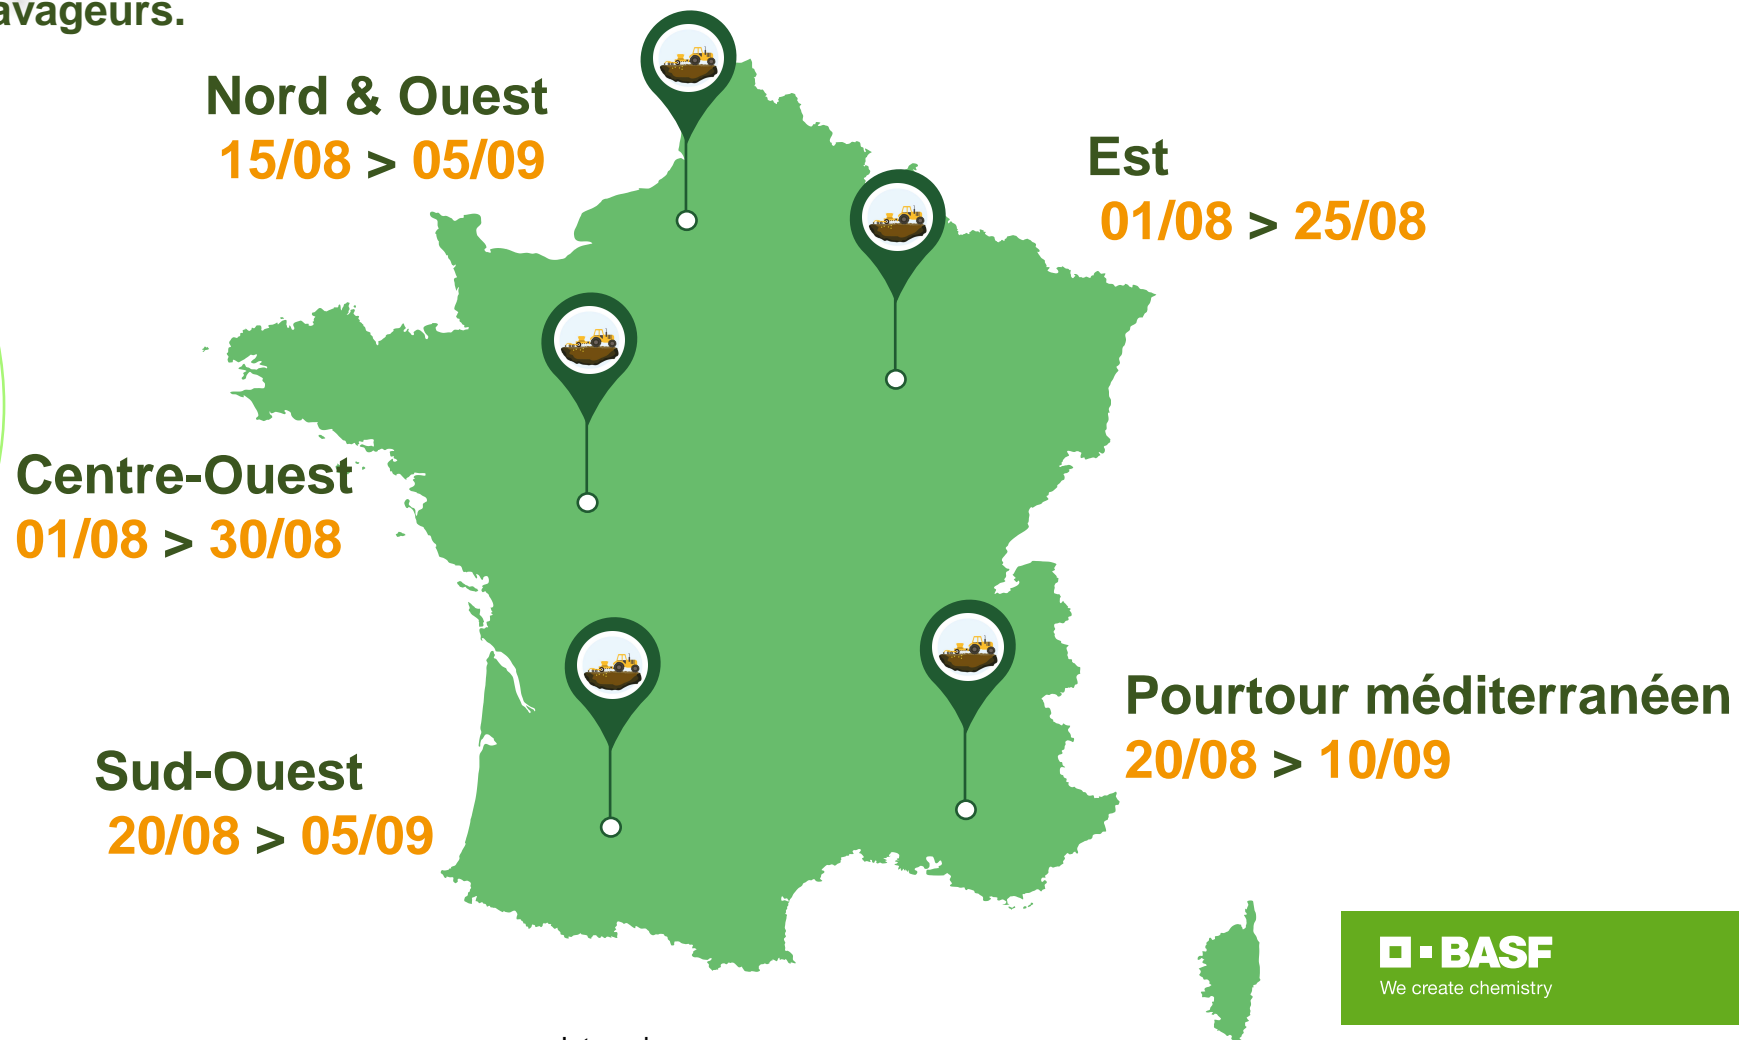 Nord & Ouest
15/08 > 05/09
Est
01/08 > 25/08
Centre-Ouest
01/08 > 30/08
Pourtour méditerranéen
20/08 > 10/09
Sud-Ouest
20/08 > 05/09
BASF
We create chemistry